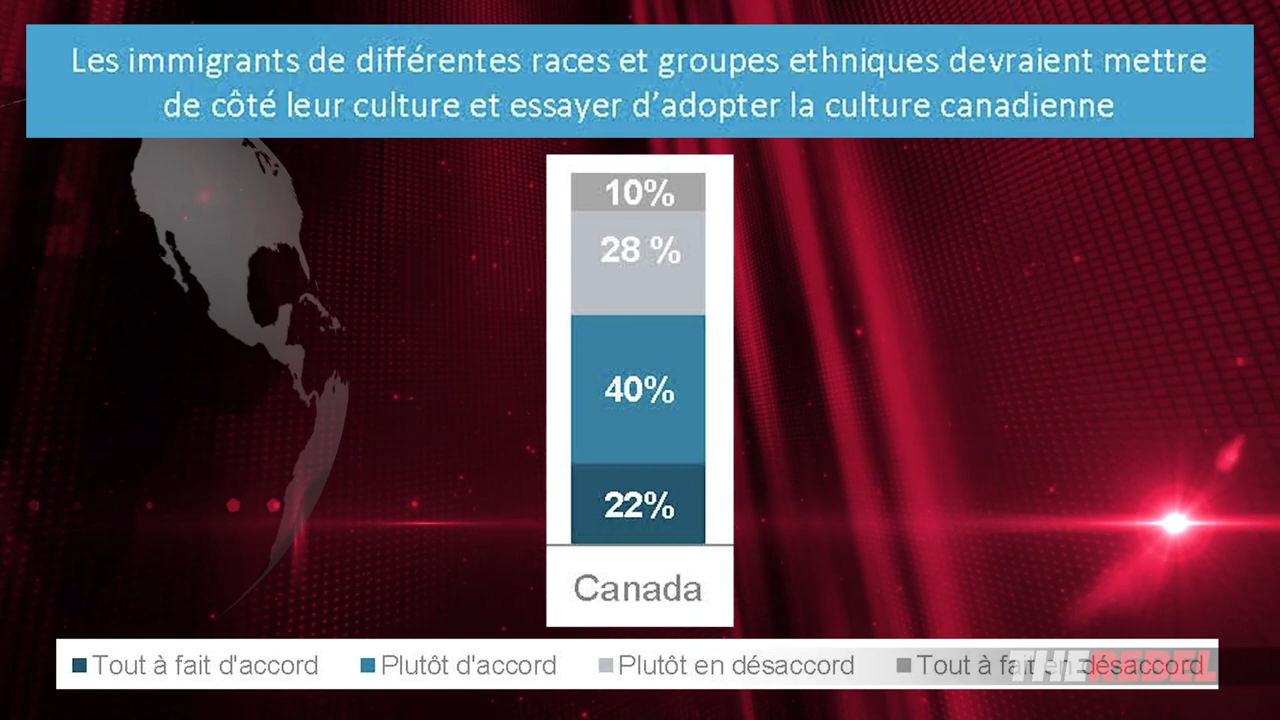 Les immigrants de différentes races et groupes ethniques devraient mettre
de côté leur culture et essayer d'adopter la culture canadienne
10%
28 %
40%
22%
Canada
Tout à fait d'accord Plutôt d'accord Plutôt en désaccord Tout à fait en désaccord
THE REBEL